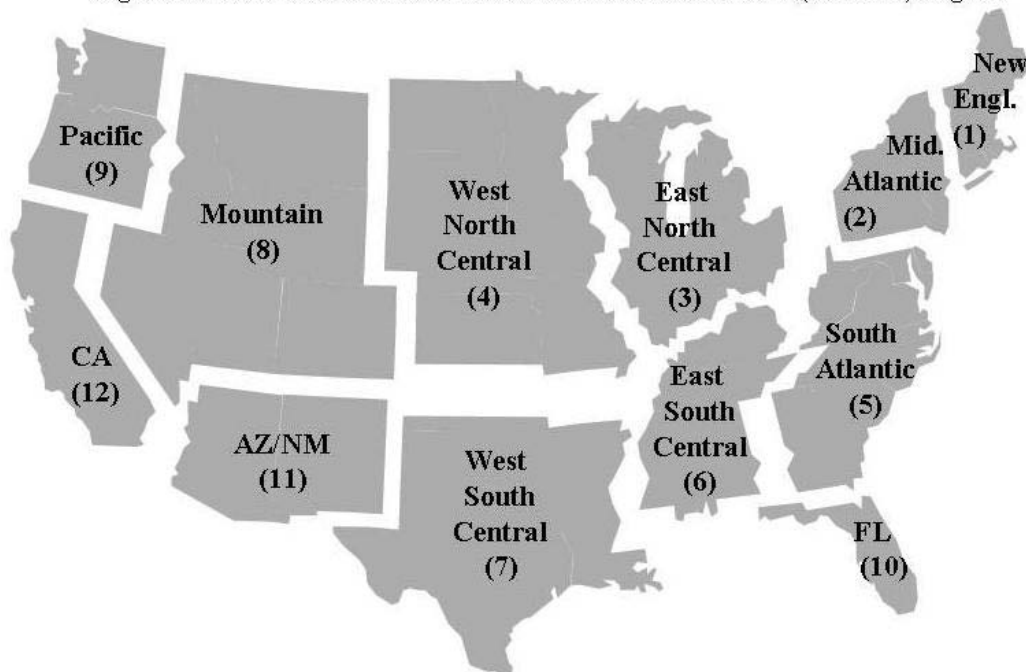 New
Engl.
(1)
Mid.
Atlantic
(2)
Pacific
(9)
Mountain
(8)
West
North
Central
(4)
East
North
Central
(3)
CA
(12)
South
Atlantic
(5)
East
South
Central
(6)
AZ/NM
(11)
West
South
Central
(7)
FL
(10)